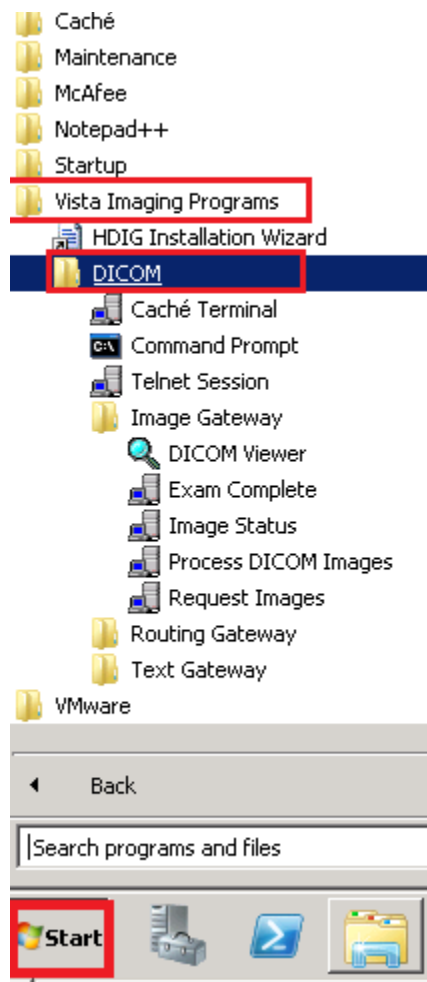 Caché
Maintenance
McAfee
Notepad++
Startup
Vista Imaging Programs
HDIG Installation Wizard
DICOM
Caché Terminal
C:\
Command Prompt
Telnet Session
Image Gateway
DICOM Viewer
Exam Complete
Image Status
Process DICOM Images
Request Images
Routing Gateway
Text Gateway
VMware
Back
Search programs and files
Start